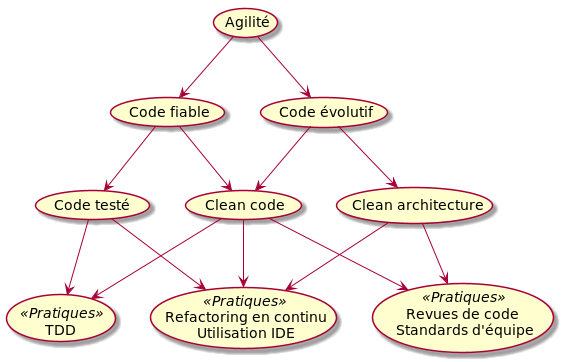 Agilité
Code fiable
Code évolutif
Code testé
Clean code
Clean architecture
«Pratiques»
TDD
«Pratiques»
Refactoring en continu
Utilisation IDE
«Pratiques»
Revues de code
Standards d'équipe